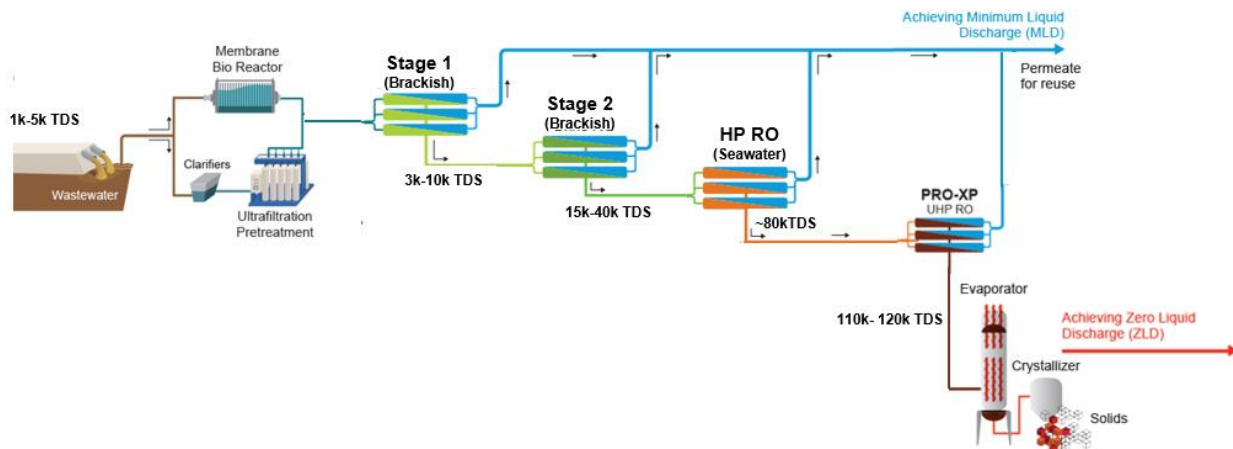 Achieving Minimum Liquid
Discharge (MLD)
Permeate
for reuse
Membrane
Bio Reactor
Stage 1
(Brackish)
1k-5k TDS
Wastewater
Clarifiers
Ultrafiltration
Pretreatment
3k-10k TDS
Stage 2
(Brackish)
15k-40k TDS
HP RO
(Seawater)
~80kTDS
PRO-XP
UHP RO
110k- 120k TDS
Evaporator
Achieving Zero Liquid
Discharge (ZLD)
Crystallizer
Solids